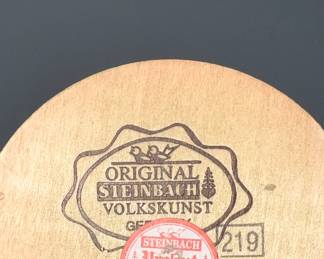 ORIGINAL
STEINBACH
VOLKSKUNST
219
STEINBACH